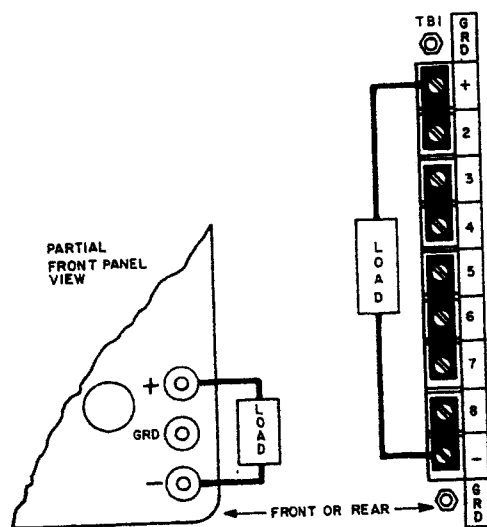 TB1
GRD
+
2
3
4
5
6
7
8
-
GRD
LOAD
PARTIAL
FRONT PANEL
VIEW
+
GRD
-
LOAD
FRONT OR REAR